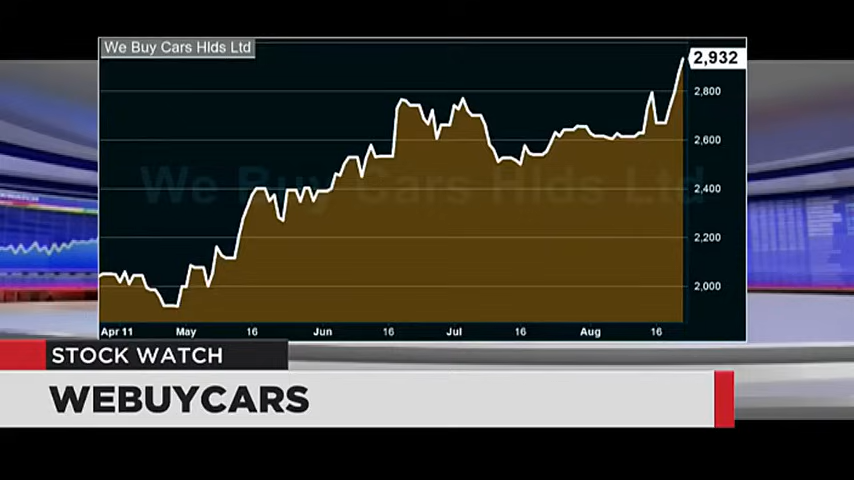 We Buy Cars Hlds Ltd
2,932
2,800
2,600
We Buy Cars Hlds Ltd
2,400
2,200
2,000
Apr 11 May 16 Jun 16 Jul 16 Aug 16
STOCK WATCH
WEBUYCARS